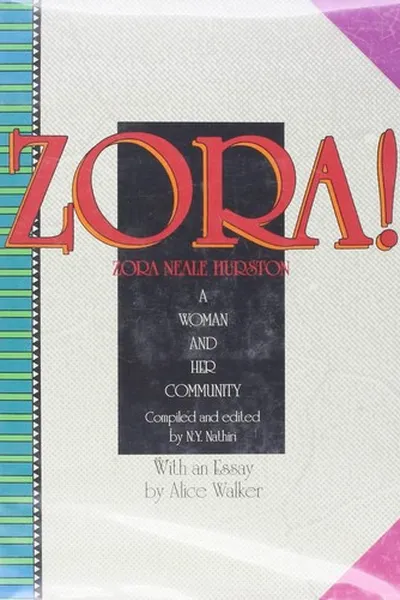 ZORA!
ZORA NEALE HURSTON
A
WOMAN
AND
HER
COMMUNITY
Compiled and edited
by N.Y. Nathiri
With an Essay
by Alice Walker